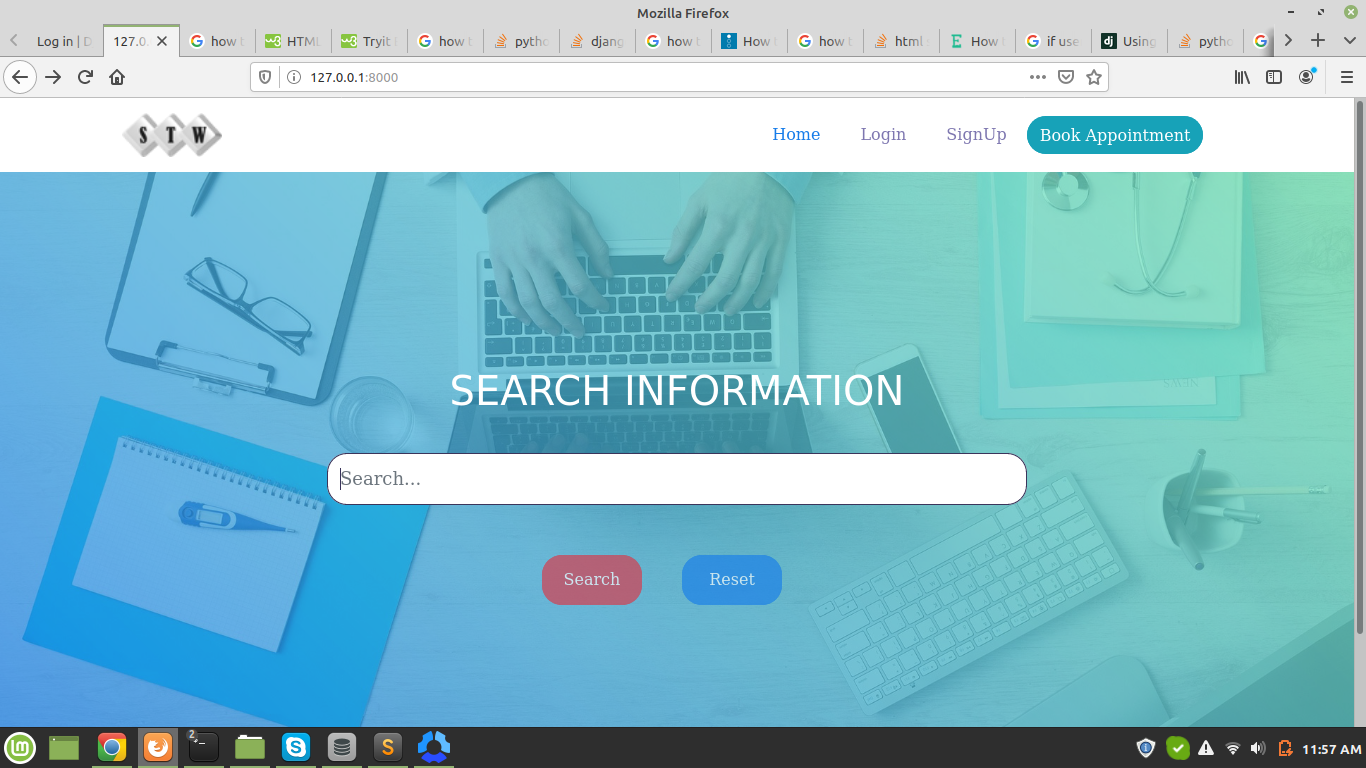 Mozilla Firefox
Log in | D
127.0.
how t
HTML
Tryit
how t
pytho
djang
how t
How
how t
html
How
if use
Using
pytho
127.0.0.1:8000
STW
Home
Login
SignUp
Book Appointment
SEARCH INFORMATION
Search...
Search
Reset
2
11:57 AM